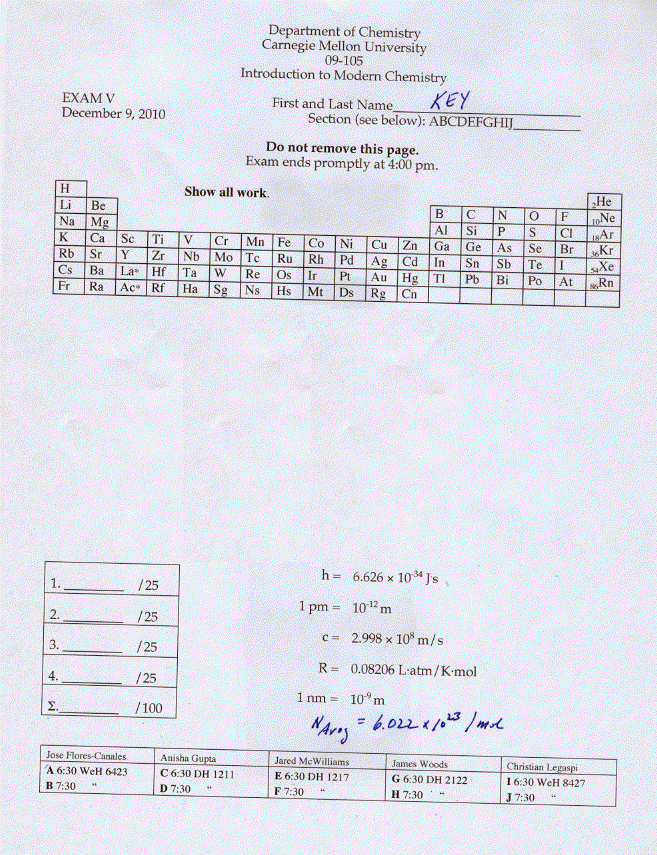 Department of Chemistry
Carnegie Mellon University
09-105
Introduction to Modern Chemistry
EXAM V
December 9, 2010
First and Last Name KEY
Section (see below): ABCDEFGHIJ
Do not remove this page.
Exam ends promptly at 4:00 pm.
Show all work.
H ₂He
Li Be B C N O F ₁₀Ne
Na Mg Al Si P S Cl ₁₈Ar
K Ca Sc Ti V Cr Mn Fe Co Ni Cu Zn Ga Ge As Se Br ₃₆Kr
Rb Sr Y Zr Nb Mo Tc Ru Rh Pd Ag Cd In Sn Sb Te I ₅₄Xe
Cs Ba La* Hf Ta W Re Os Ir Pt Au Hg Tl Pb Bi Po At ₈₆Rn
Fr Ra Ac* Rf Ha Sg Ns Hs Mt Ds Rg Cn
1. ________ /25
2. ________ /25
3. ________ /25
4. ________ /25
Σ. ________ /100
h = 6.626 × 10⁻³⁴ J·s
1 pm = 10⁻¹² m
c = 2.998 × 10⁸ m/s
R = 0.08206 L·atm/K·mol
1 nm = 10⁻⁹ m
N Avog = 6.022 × 10²³ /mol
Jose Flores-Canales Anisha Gupta Jared McWilliams James Woods Christian Legaspi
A 6:30 WeH 6423 C 6:30 DH 1211 E 6:30 DH 1217 G 6:30 DH 2122 I 6:30 WeH 8427
B 7:30 " D 7:30 " F 7:30 " H 7:30 " J 7:30 "